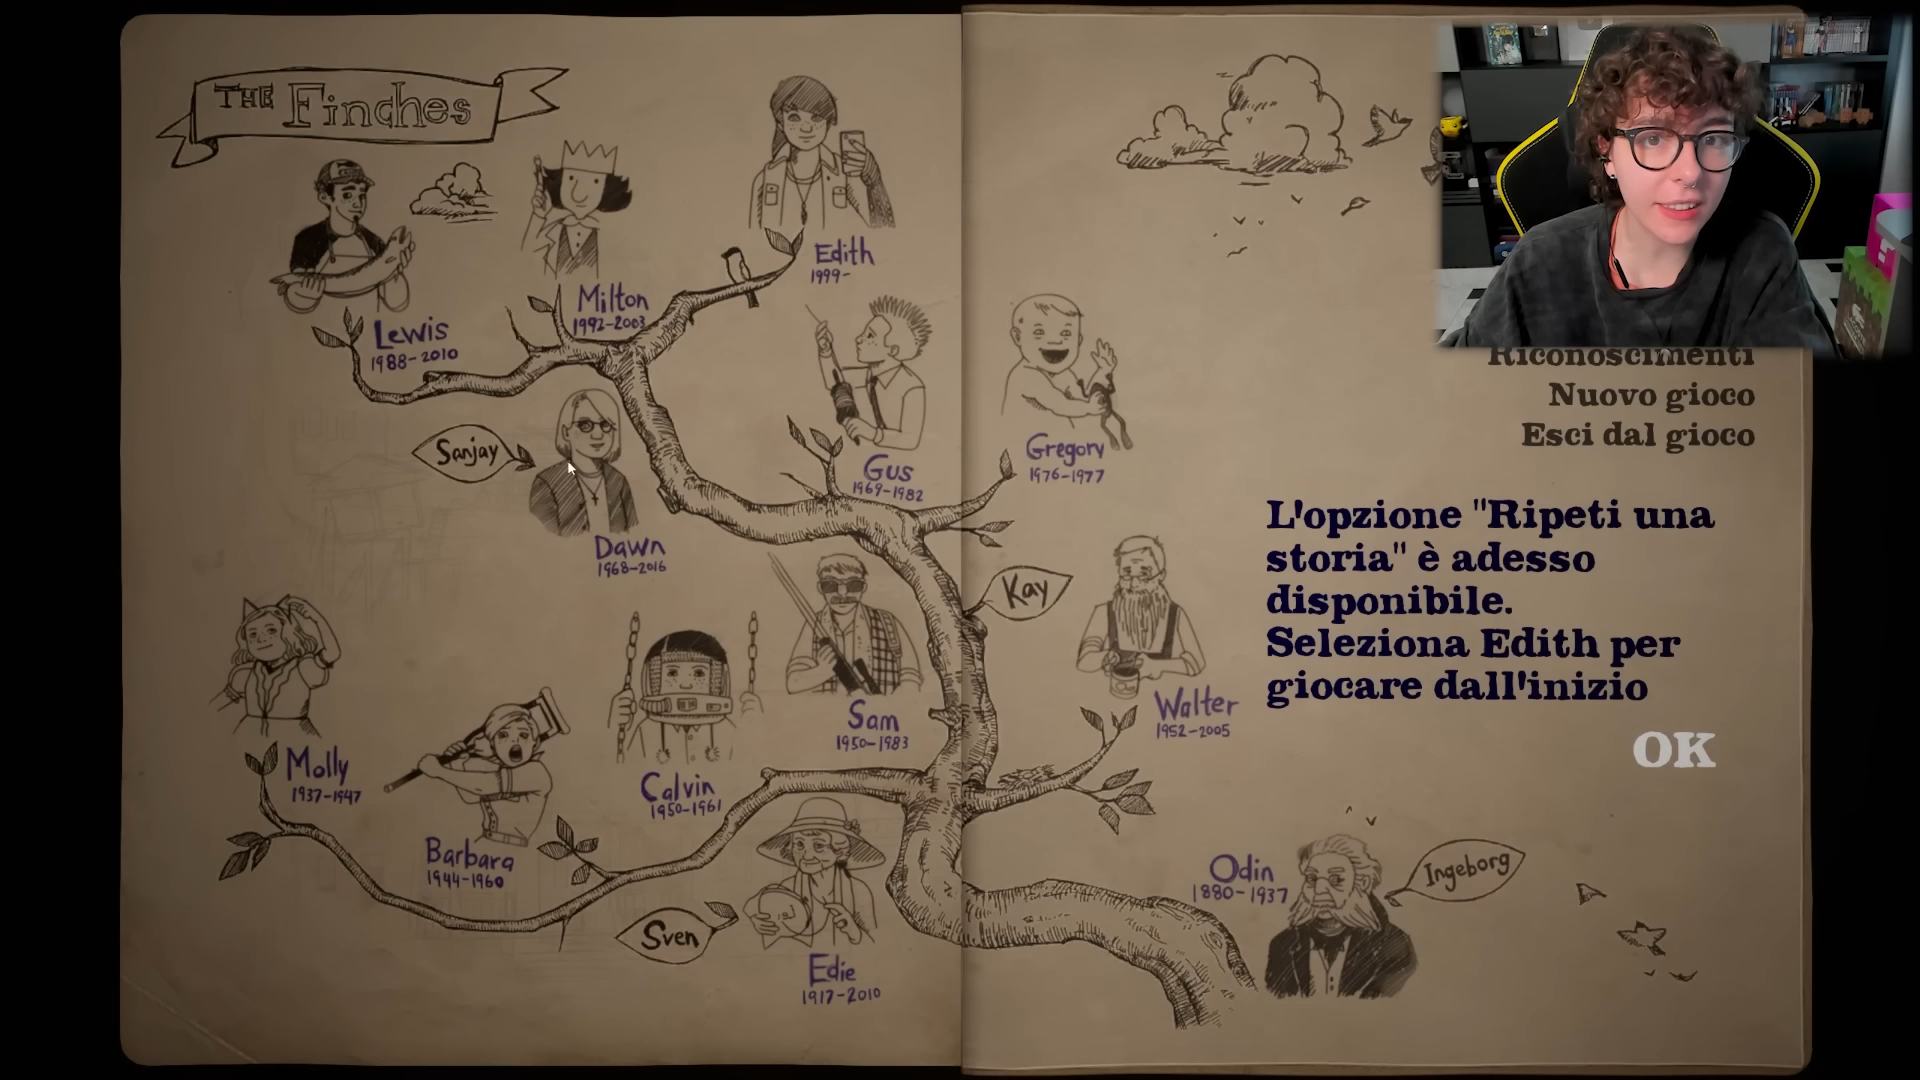 THE Finches
Edith
1999-
Milton
1992-2003
Lewis
1988-2010
Sanjay
Dawn
1968-2016
Gus
1969-1982
Gregory
1976-1977
Kay
Riconoscimenti
Nuovo gioco
Esci dal gioco
L'opzione "Ripeti una
storia" è adesso
disponibile.
Seleziona Edith per
giocare dall'inizio
OK
Walter
1952-2005
Sam
1950-1983
Calvin
1950-1961
Molly
1937-1947
Barbara
1944-1960
Sven
Edie
1917-2010
Odin
1880-1937
Ingeborg